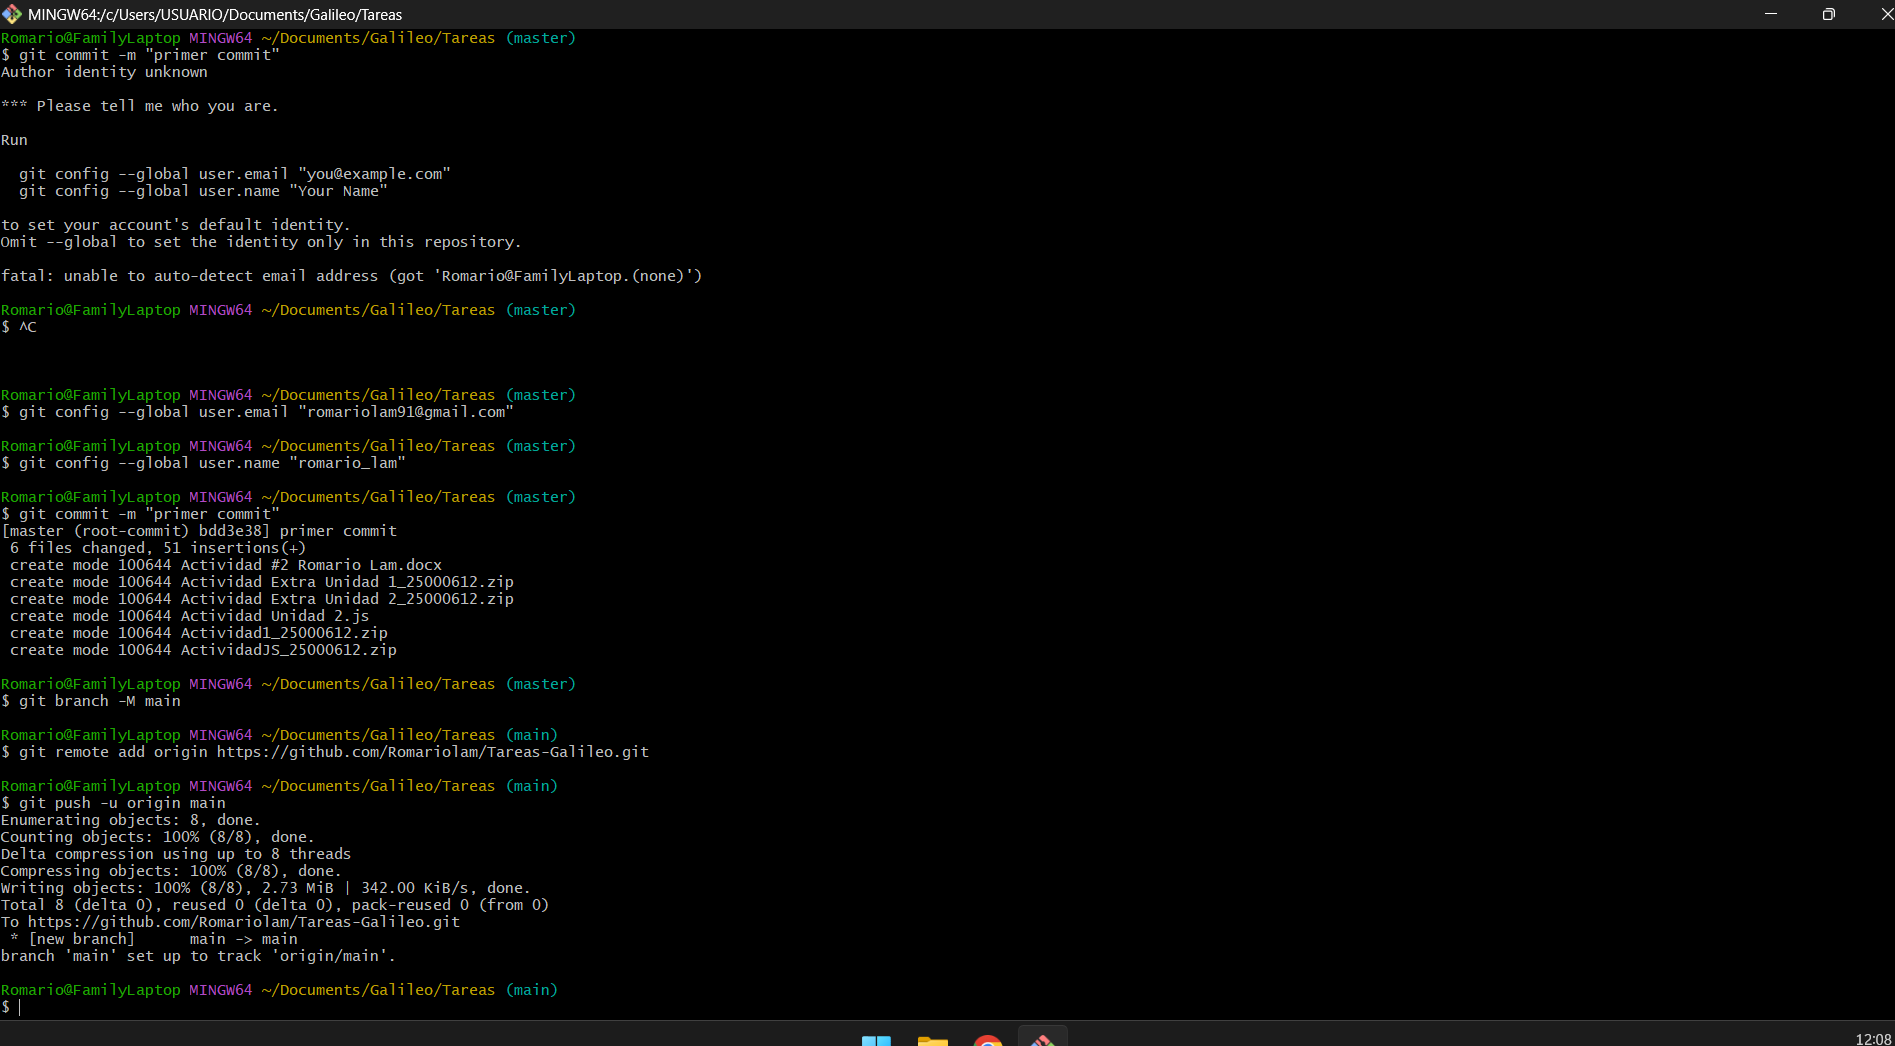 MINGW64:/c/Users/USUARIO/Documents/Galileo/Tareas
Romario@FamilyLaptop MINGW64 ~/Documents/Galileo/Tareas (master)
$ git commit -m "primer commit"
Author identity unknown
*** Please tell me who you are.
Run
  git config --global user.email "you@example.com"
  git config --global user.name "Your Name"
to set your account's default identity.
Omit --global to set the identity only in this repository.
fatal: unable to auto-detect email address (got 'Romario@FamilyLaptop.(none)')
Romario@FamilyLaptop MINGW64 ~/Documents/Galileo/Tareas (master)
$ ^C
Romario@FamilyLaptop MINGW64 ~/Documents/Galileo/Tareas (master)
$ git config --global user.email "romariolam91@gmail.com"
Romario@FamilyLaptop MINGW64 ~/Documents/Galileo/Tareas (master)
$ git config --global user.name "romario_lam"
Romario@FamilyLaptop MINGW64 ~/Documents/Galileo/Tareas (master)
$ git commit -m "primer commit"
[master (root-commit) bdd3e38] primer commit
 6 files changed, 51 insertions(+)
 create mode 100644 Actividad #2 Romario Lam.docx
 create mode 100644 Actividad Extra Unidad 1_25000612.zip
 create mode 100644 Actividad Extra Unidad 2_25000612.zip
 create mode 100644 Actividad Unidad 2.js
 create mode 100644 Actividad1_25000612.zip
 create mode 100644 ActividadJS_25000612.zip
Romario@FamilyLaptop MINGW64 ~/Documents/Galileo/Tareas (master)
$ git branch -M main
Romario@FamilyLaptop MINGW64 ~/Documents/Galileo/Tareas (main)
$ git remote add origin https://github.com/Romariolam/Tareas-Galileo.git
Romario@FamilyLaptop MINGW64 ~/Documents/Galileo/Tareas (main)
$ git push -u origin main
Enumerating objects: 8, done.
Counting objects: 100% (8/8), done.
Delta compression using up to 8 threads
Compressing objects: 100% (8/8), done.
Writing objects: 100% (8/8), 2.73 MiB | 342.00 KiB/s, done.
Total 8 (delta 0), reused 0 (delta 0), pack-reused 0 (from 0)
To https://github.com/Romariolam/Tareas-Galileo.git
 * [new branch]      main -> main
branch 'main' set up to track 'origin/main'.
Romario@FamilyLaptop MINGW64 ~/Documents/Galileo/Tareas (main)
$
12:08